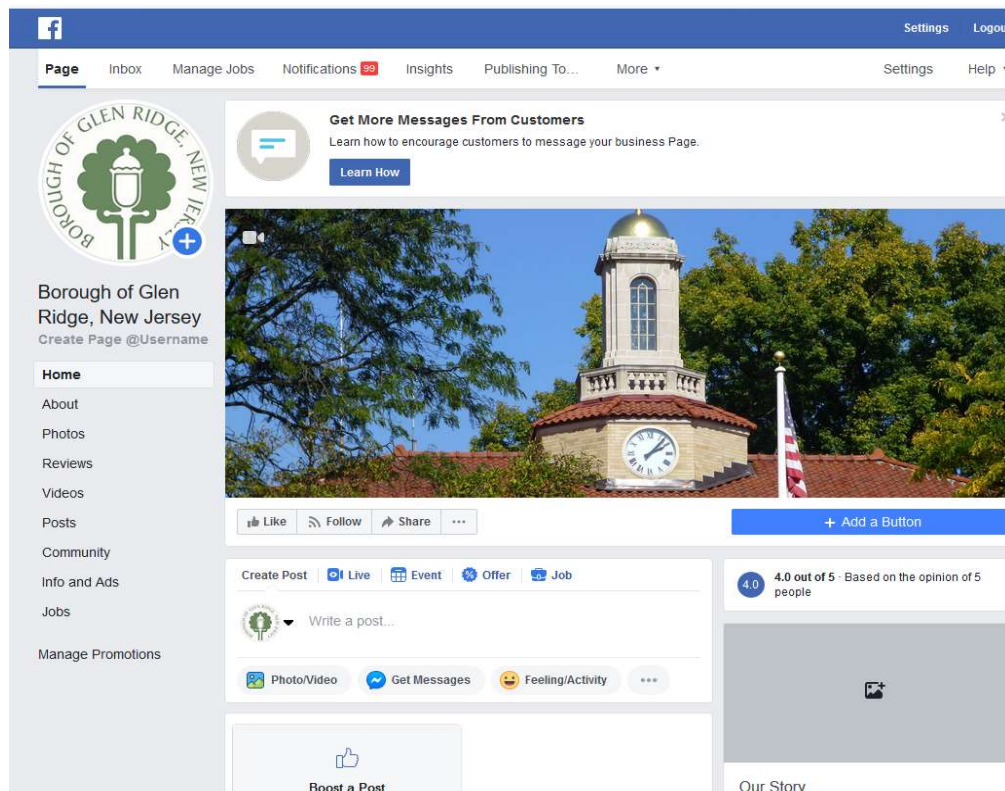 f
Settings Logou
Page Inbox Manage Jobs Notifications 99 Insights Publishing To... More Settings Help
BOROUGH OF GLEN RIDGE, NEW JERSEY
Get More Messages From Customers
Learn how to encourage customers to message your business Page.
Learn How
Borough of Glen
Ridge, New Jersey
Create Page @Username
Home
About
Photos
Reviews
Videos
Posts
Community
Info and Ads
Jobs
Manage Promotions
Like Follow Share ...
+ Add a Button
Create Post Live Event Offer Job
Write a post...
Photo/Video Get Messages Feeling/Activity ...
4.0 4.0 out of 5 · Based on the opinion of 5
people
Boost a Post
Our Story